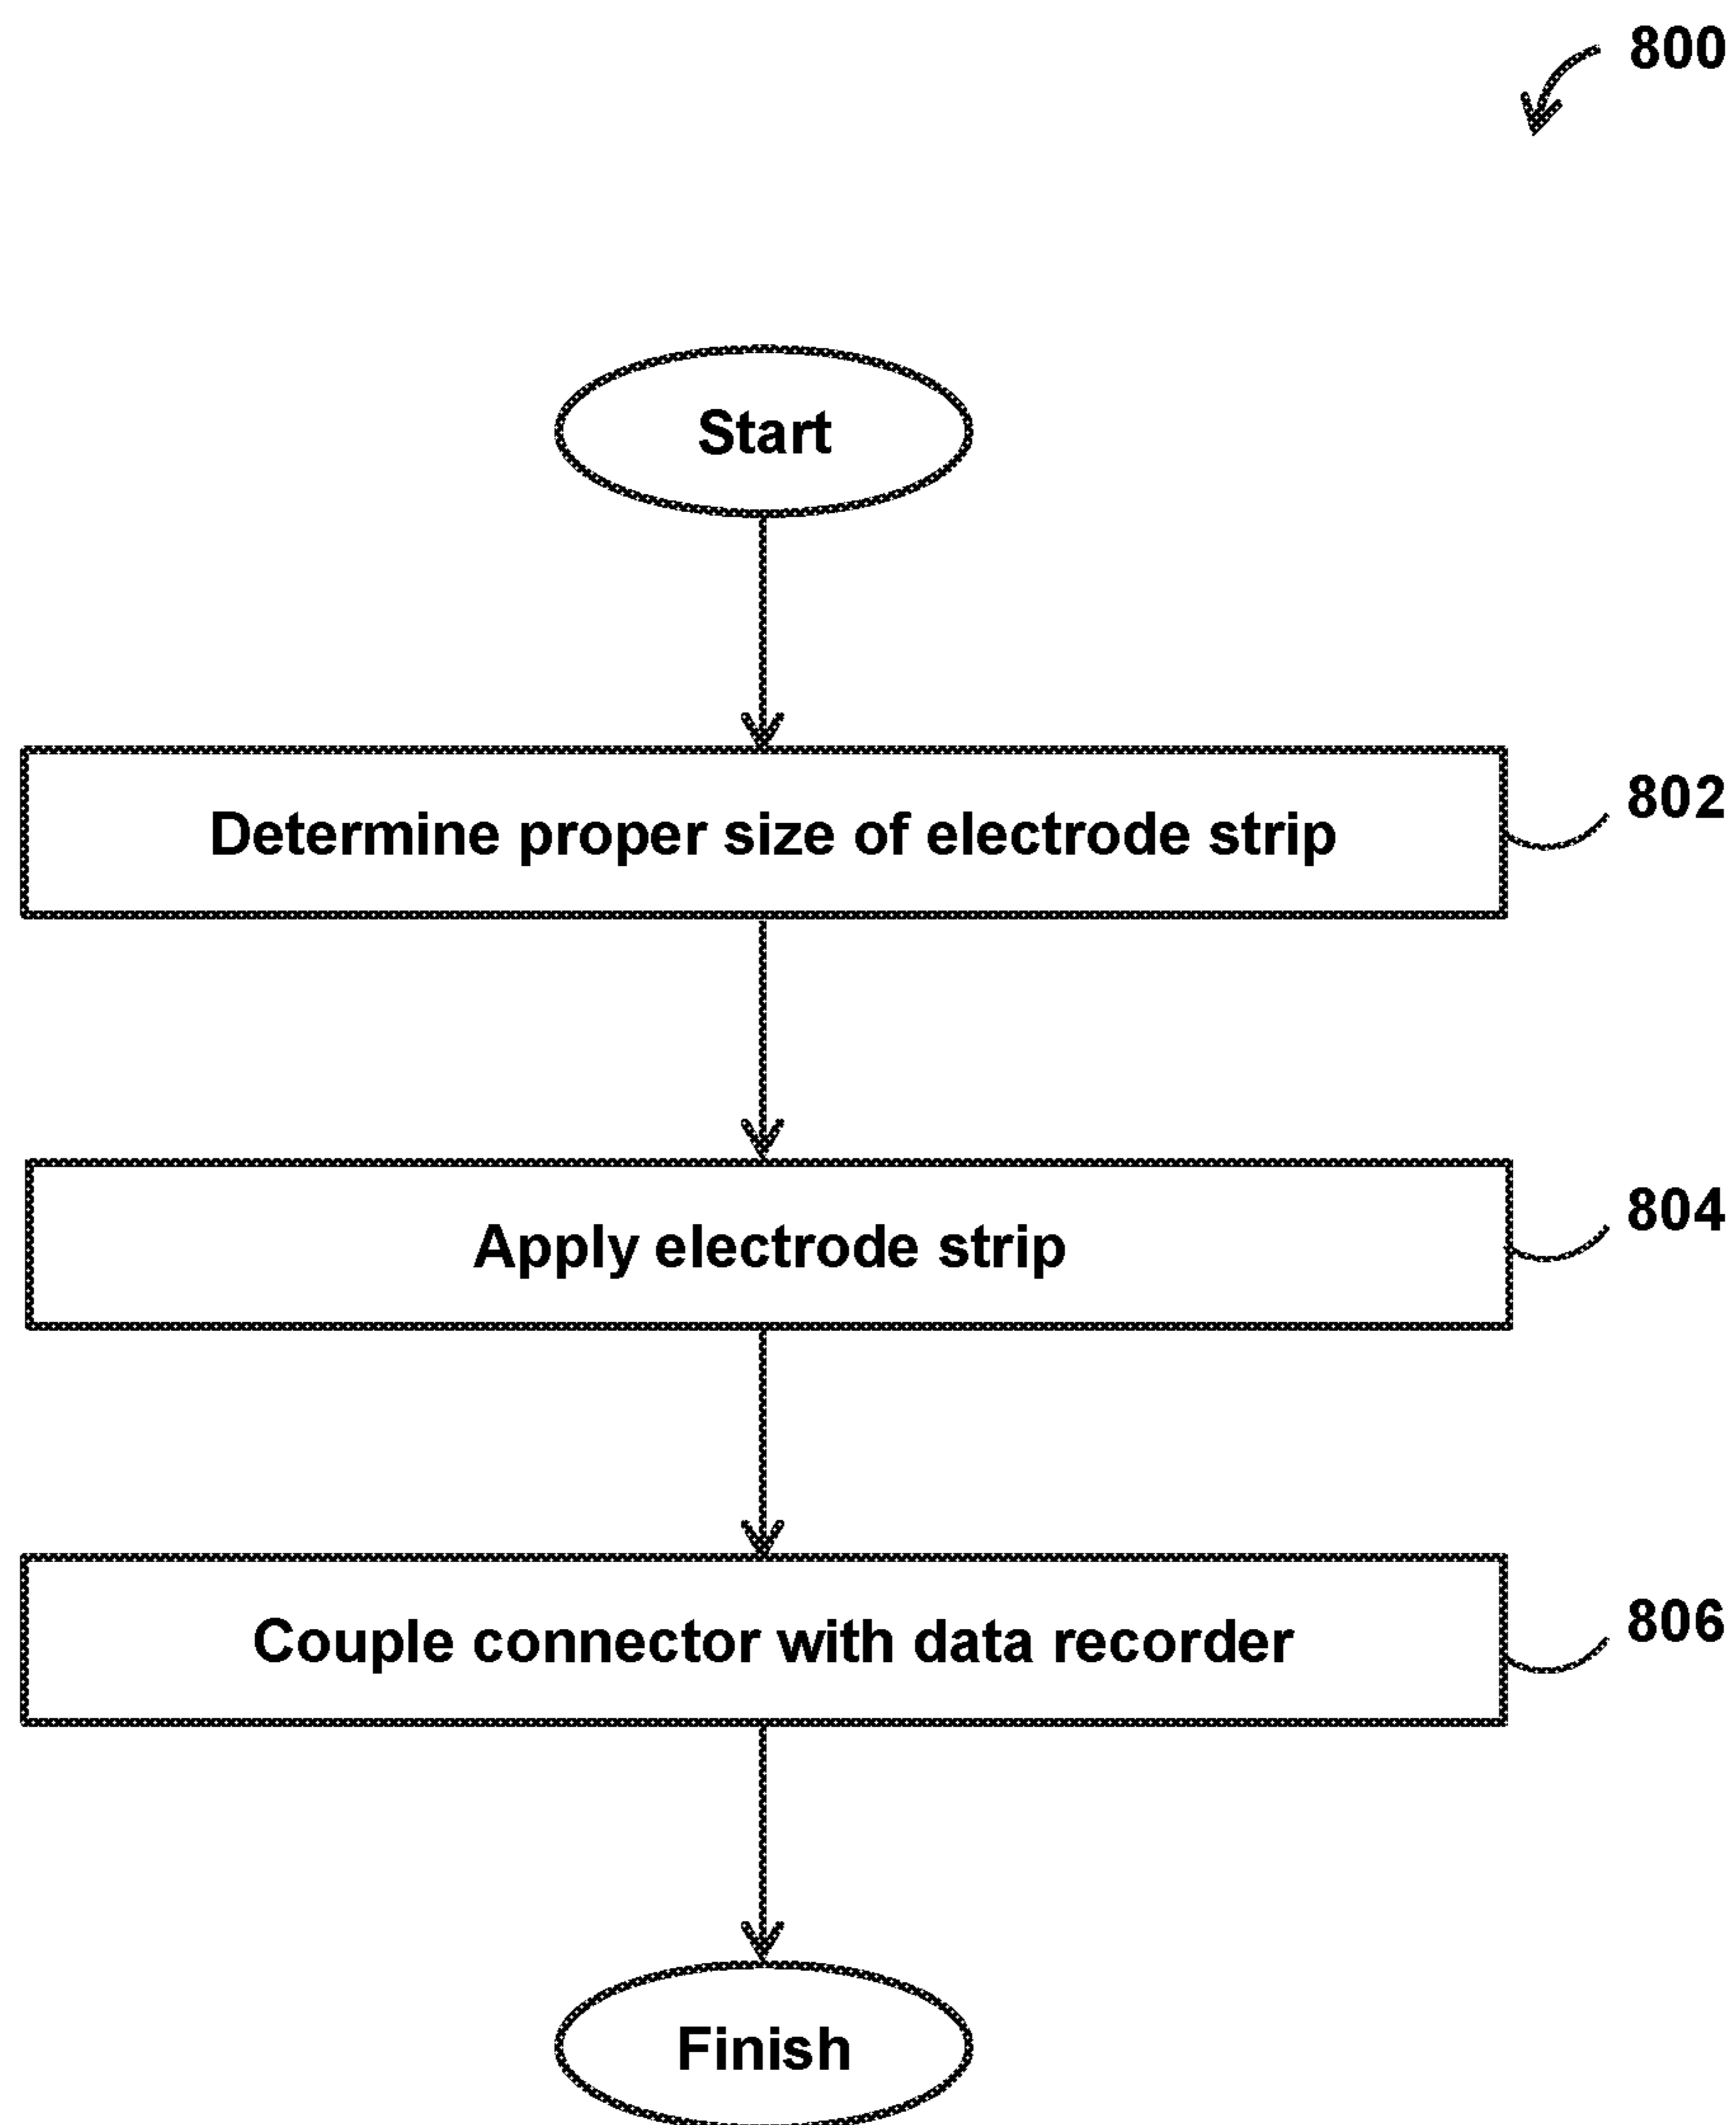 800
Start
Determine proper size of electrode strip
802
Apply electrode strip
804
Couple connector with data recorder
806
Finish